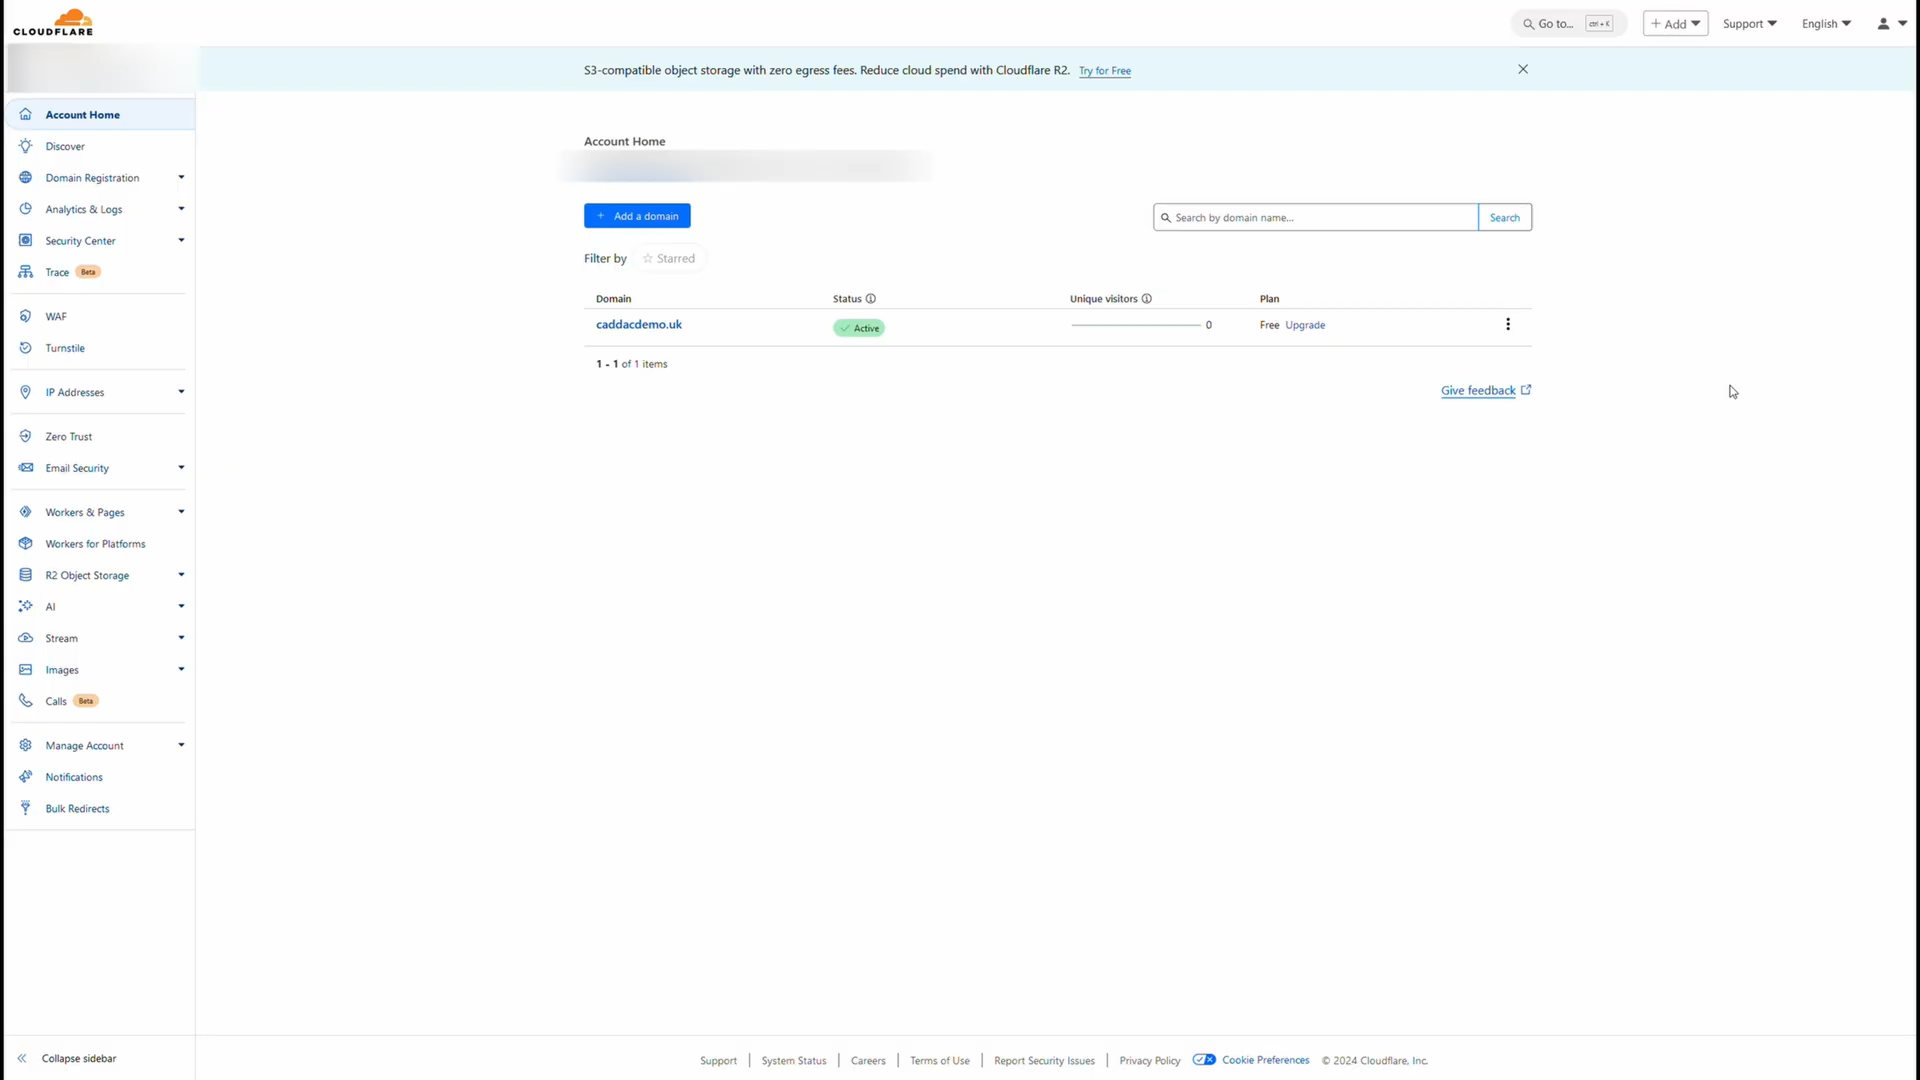 CLOUDFLARE
Go to... ctrl + K
+ Add
Support
English
S3-compatible object storage with zero egress fees. Reduce cloud spend with Cloudflare R2. Try for Free
Account Home
Discover
Domain Registration
Analytics & Logs
Security Center
Trace Beta
WAF
Turnstile
IP Addresses
Zero Trust
Email Security
Workers & Pages
Workers for Platforms
R2 Object Storage
AI
Stream
Images
Calls Beta
Manage Account
Notifications
Bulk Redirects
Collapse sidebar
Account Home
+ Add a domain
Search by domain name...
Search
Filter by Starred
Domain Status Unique visitors Plan
caddacdemo.uk Active 0 Free Upgrade
1 - 1 of 1 items
Give feedback
Support System Status Careers Terms of Use Report Security Issues Privacy Policy Cookie Preferences © 2024 Cloudflare, Inc.